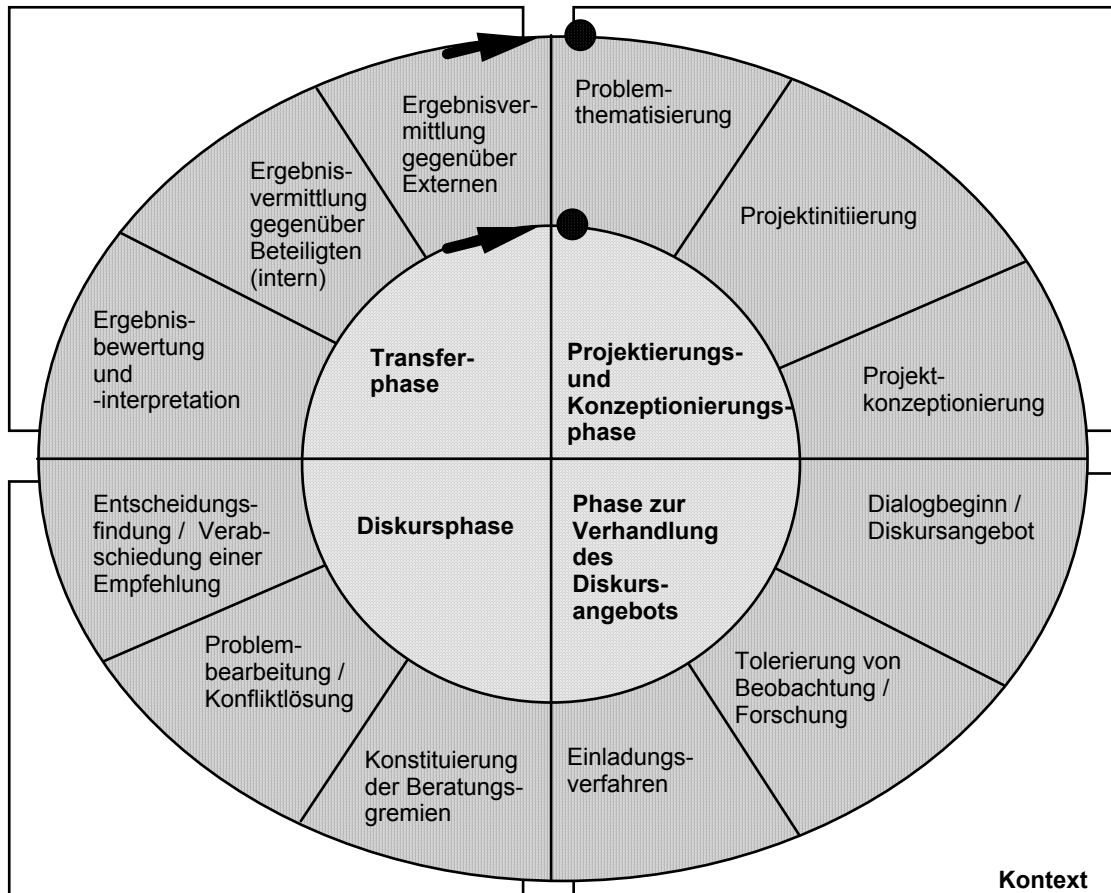 Problem-
thematisierung
Projektinitiierung
Projekt-
konzeptionierung
Dialogbeginn /
Diskursangebot
Tolerierung von
Beobachtung /
Forschung
Einladungs-
verfahren
Konstituierung
der Beratungs-
gremien
Problem-
bearbeitung /
Konfliktlösung
Entscheidungs-
findung / Verab-
schiedung einer
Empfehlung
Ergebnis-
bewertung
und
-interpretation
Ergebnis-
vermittlung
gegenüber
Beteiligten
(intern)
Ergebnisver-
mittlung
gegenüber
Externen
Transfer-
phase
Projektierungs-
und
Konzeptionierungs-
phase
Diskursphase
Phase zur
Verhandlung
des
Diskurs-
angebots
Kontext